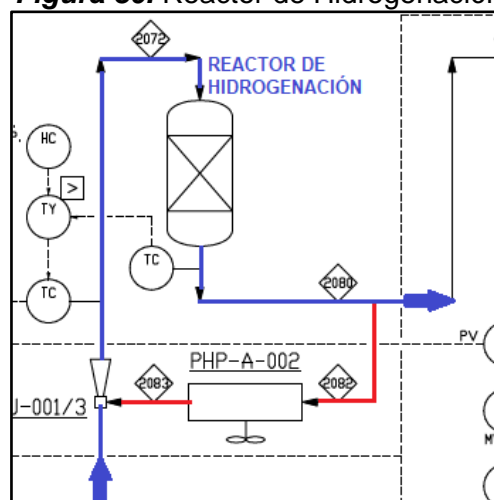 Figura 39. Reactor de Hidrogenación
2072
REACTOR DE
HIDROGENACIÓN
S.
HC
>
TY
TC
TC
2080
PV
PHP-A-002
2083
2082
J-001/3